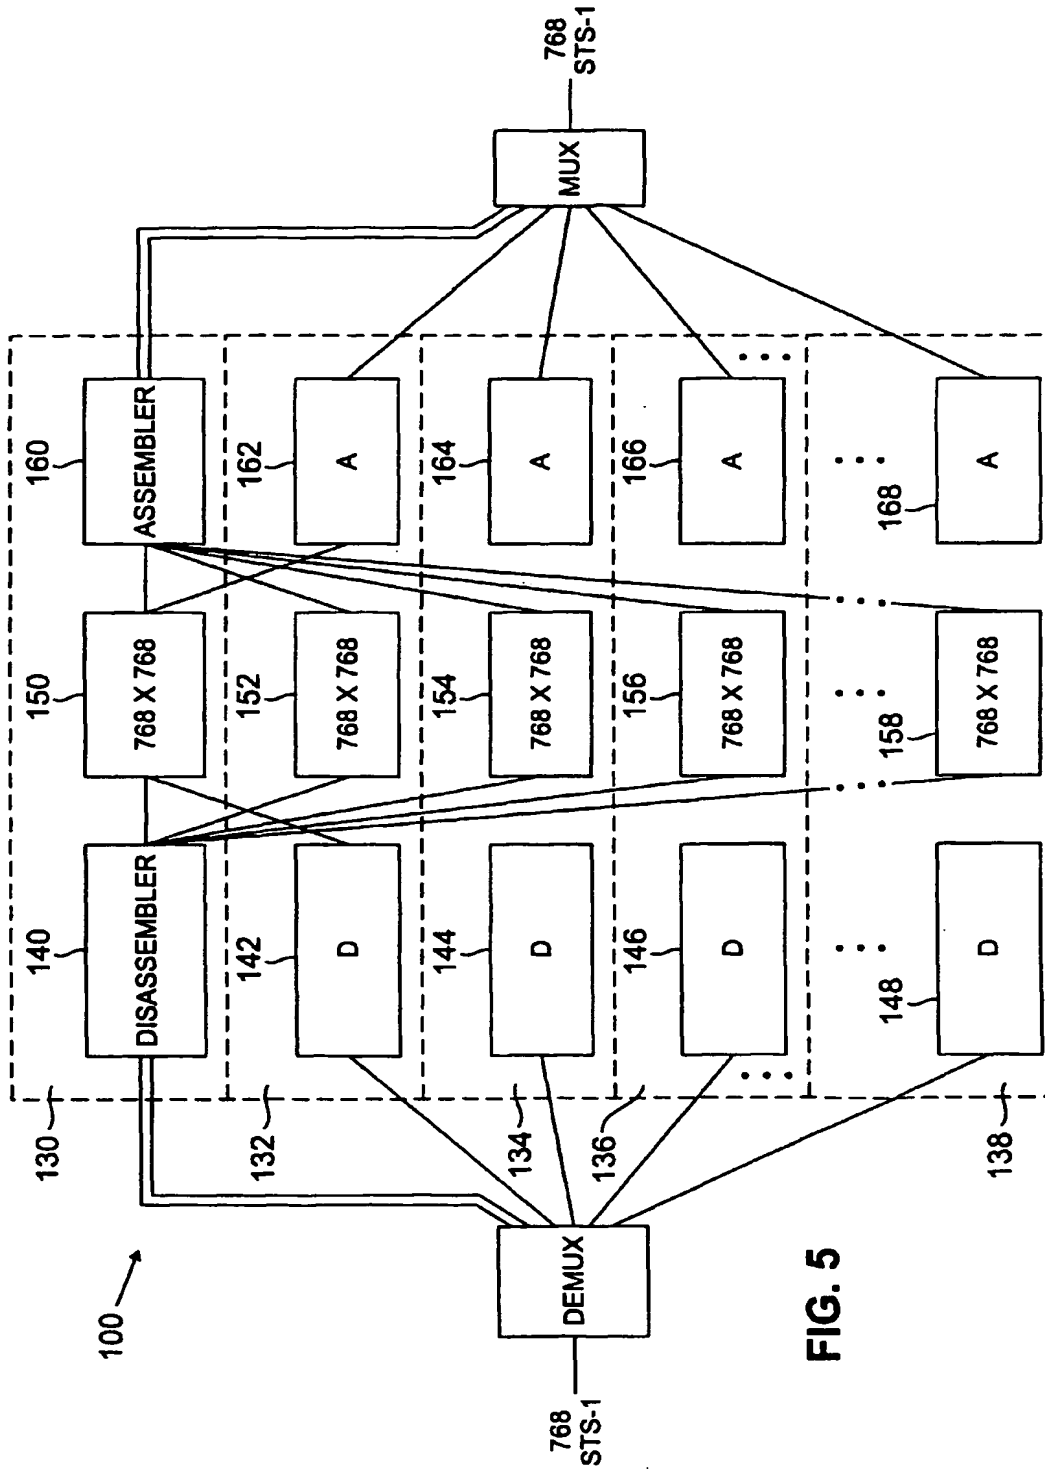 100
768
STS-1
DEMUX
130
132
134
136
138
140
DISASSEMBLER
142
D
144
D
146
D
148
D
150
768 X 768
152
768 X 768
154
768 X 768
156
768 X 768
158
768 X 768
160
ASSEMBLER
162
A
164
A
166
A
168
A
MUX
768
STS-1
FIG. 5